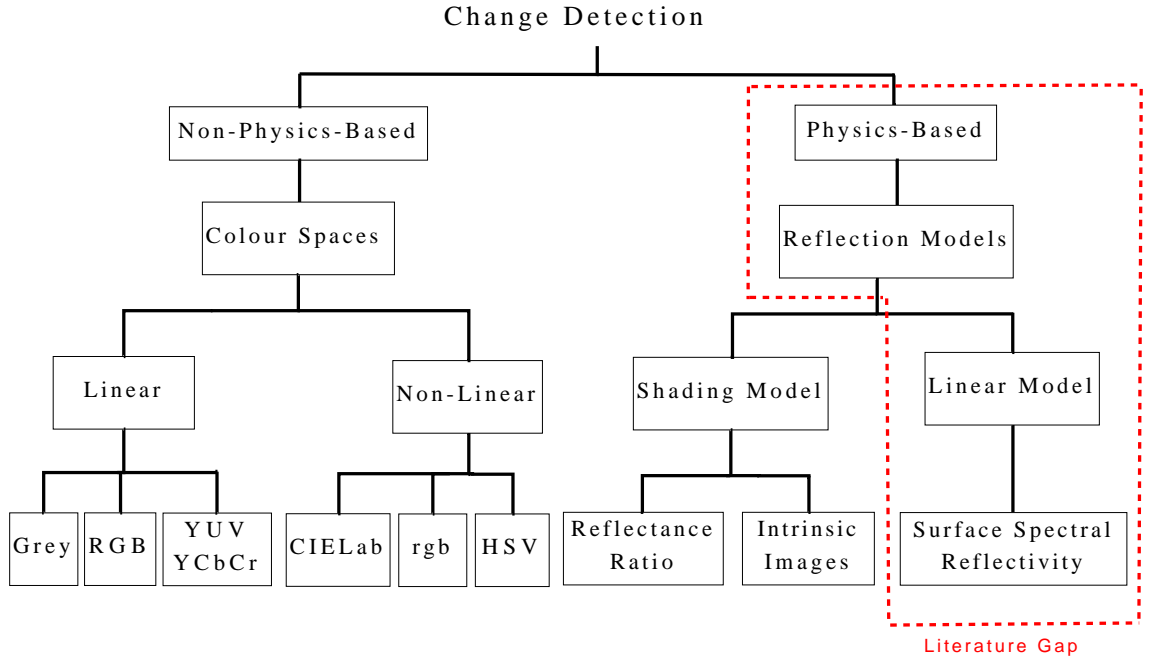 Change Detection
Non-Physics-Based
Physics-Based
Colour Spaces
Reflection Models
Linear
Non-Linear
Shading Model
Linear Model
Grey
RGB
YUV
YCbCr
CIELab
rgb
HSV
Reflectance
Ratio
Intrinsic
Images
Surface Spectral
Reflectivity
Literature Gap